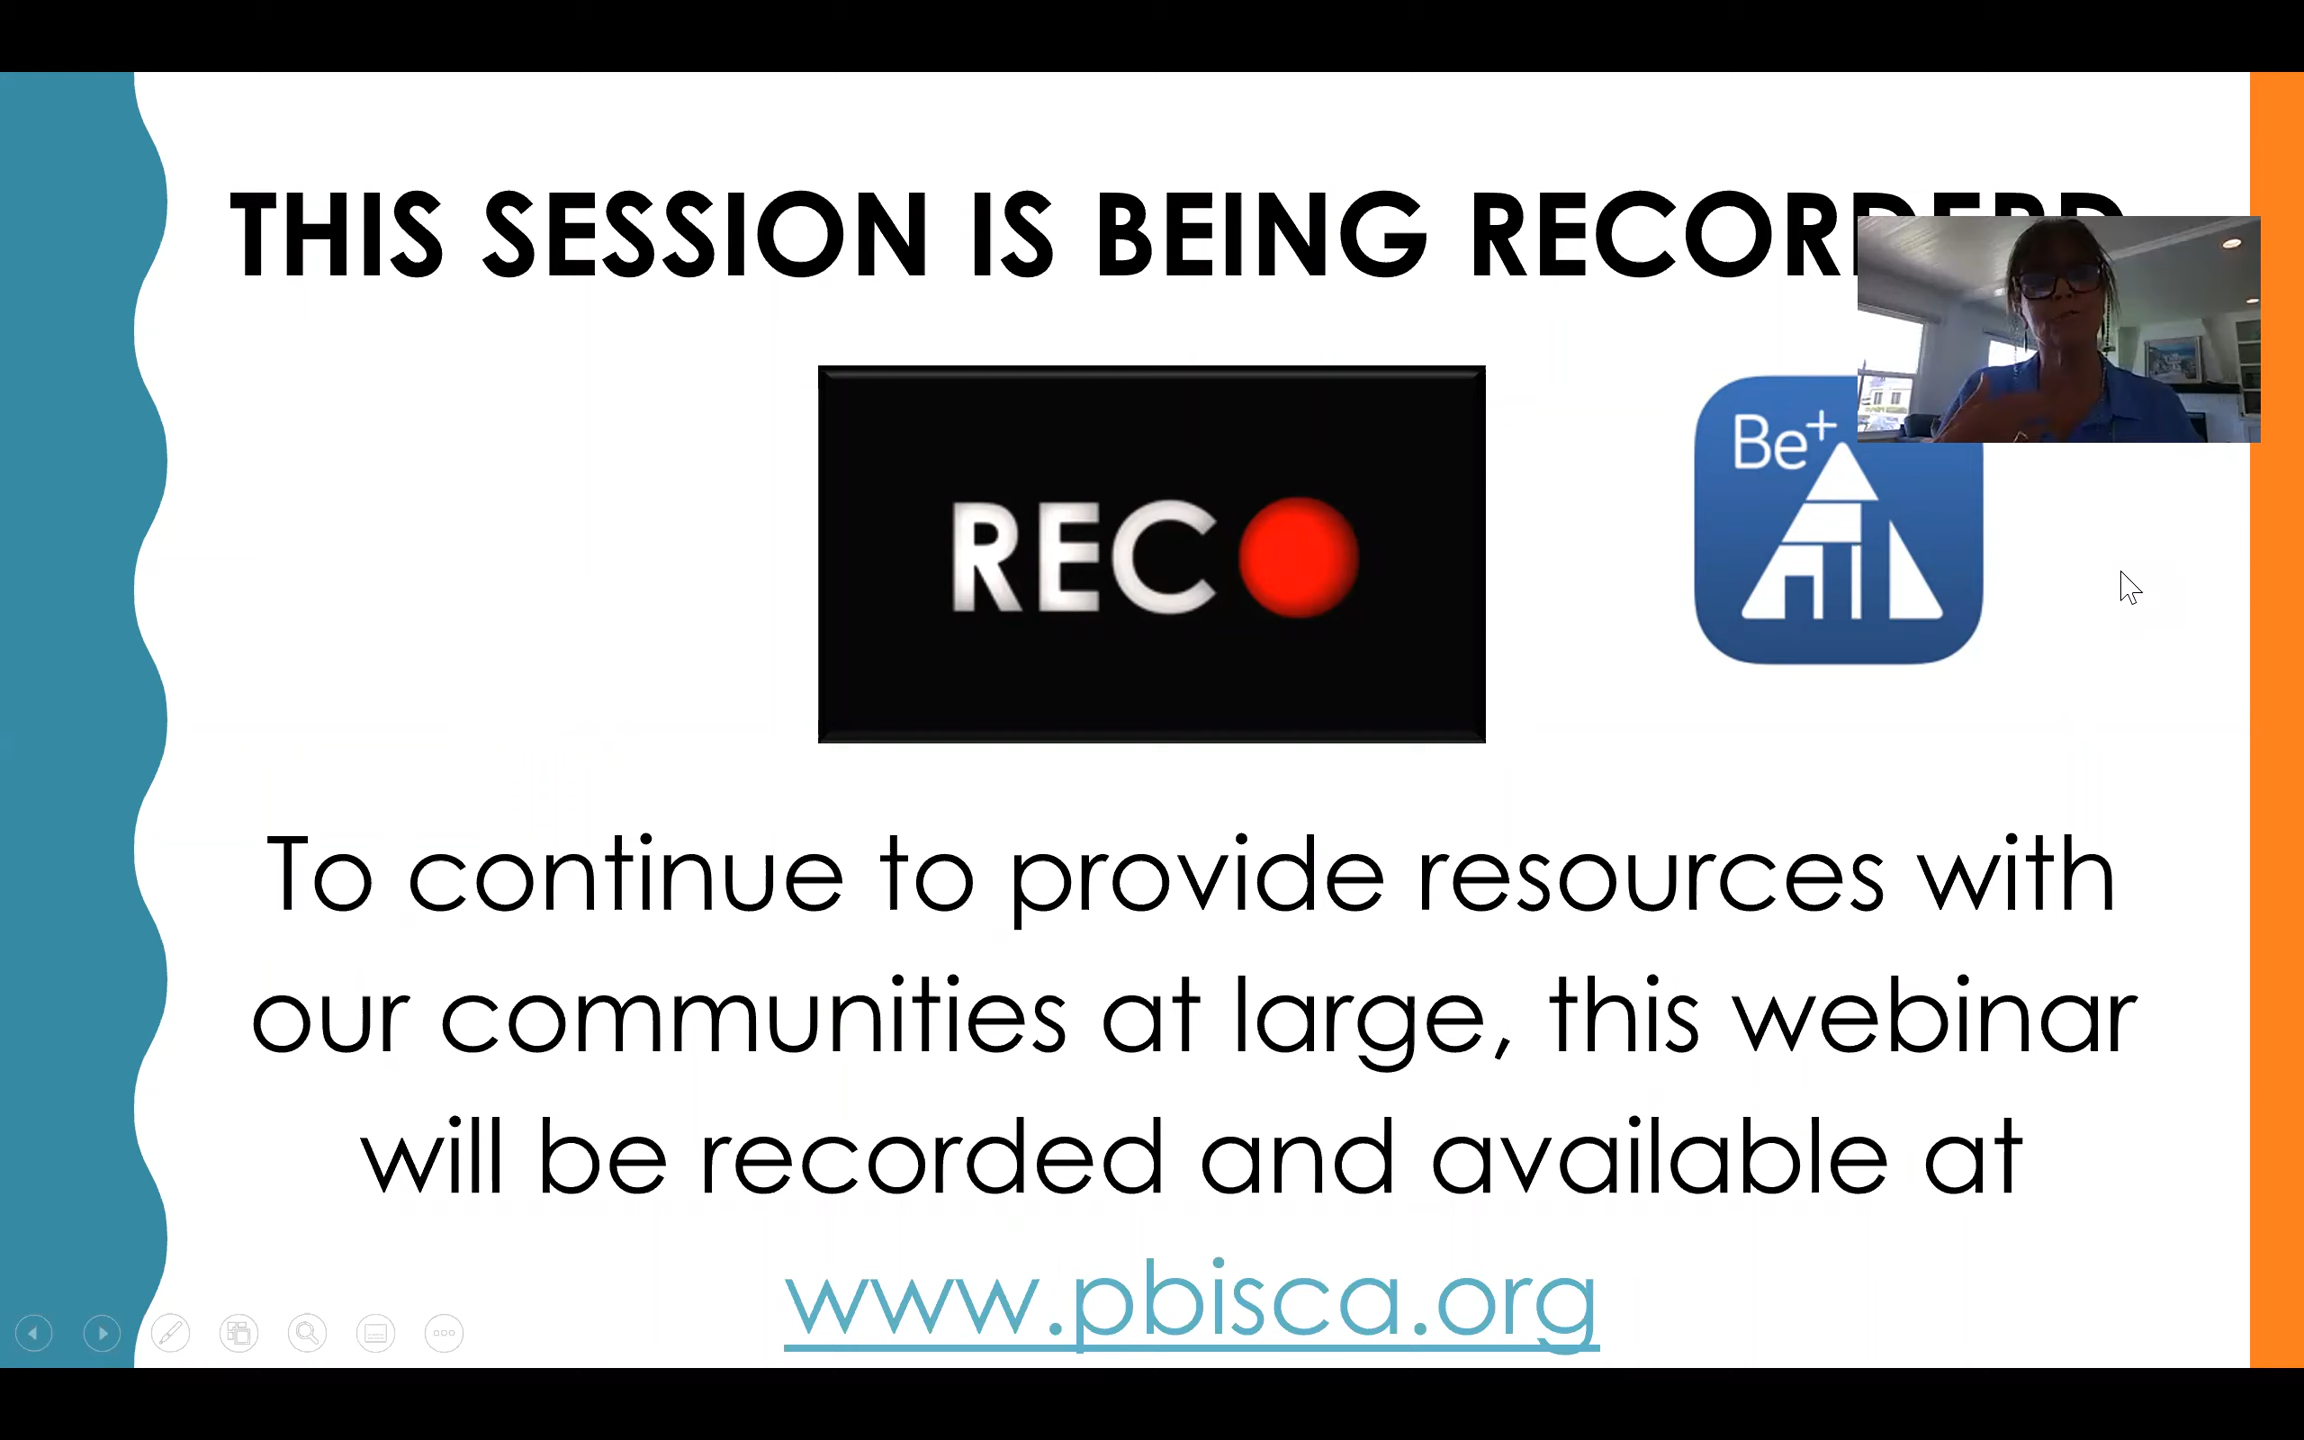 THIS SESSION IS BEING
REC
Be+
To continue to provide resources with
our communities at large, this webinar
will be recorded and available at
www.pbisca.org